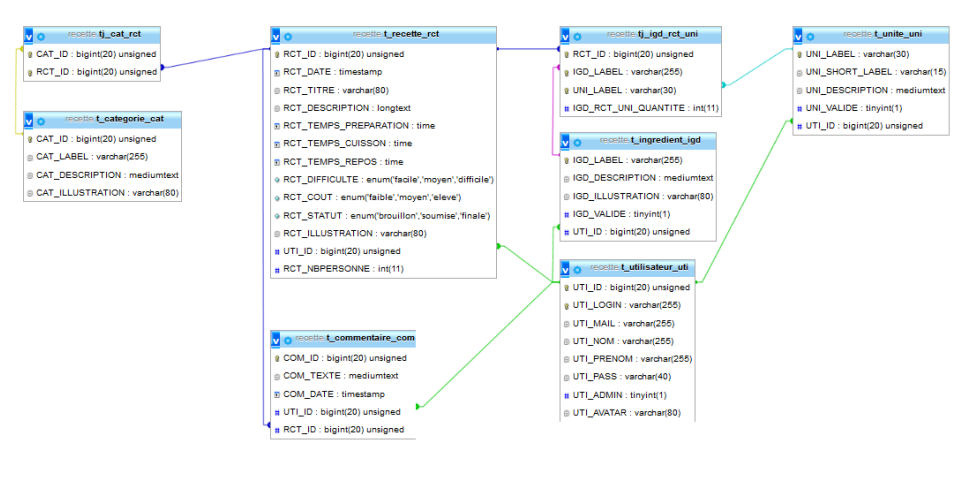 recette tj_cat_rct
CAT_ID : bigint(20) unsigned
RCT_ID : bigint(20) unsigned
recette t_categorie_cat
CAT_ID : bigint(20) unsigned
CAT_LABEL : varchar(255)
CAT_DESCRIPTION : mediumtext
CAT_ILLUSTRATION : varchar(80)
recette t_recette_rct
RCT_ID : bigint(20) unsigned
RCT_DATE : timestamp
RCT_TITRE : varchar(80)
RCT_DESCRIPTION : longtext
RCT_TEMPS_PREPARATION : time
RCT_TEMPS_CUISSON : time
RCT_TEMPS_REPOS : time
RCT_DIFFICULTE : enum('facile','moyen','difficile')
RCT_COUT : enum('faible','moyen','eleve')
RCT_STATUT : enum('brouillon','soumise','finale')
RCT_ILLUSTRATION : varchar(80)
UTI_ID : bigint(20) unsigned
RCT_NBPERSONNE : int(11)
recette t_commentaire_com
COM_ID : bigint(20) unsigned
COM_TEXTE : mediumtext
COM_DATE : timestamp
UTI_ID : bigint(20) unsigned
RCT_ID : bigint(20) unsigned
recette tj_igd_rct_uni
RCT_ID : bigint(20) unsigned
IGD_LABEL : varchar(255)
UNI_LABEL : varchar(30)
IGD_RCT_UNI_QUANTITE : int(11)
recette t_ingredient_igd
IGD_LABEL : varchar(255)
IGD_DESCRIPTION : mediumtext
IGD_ILLUSTRATION : varchar(80)
IGD_VALIDE : tinyint(1)
UTI_ID : bigint(20) unsigned
recette t_utilisateur_uti
UTI_ID : bigint(20) unsigned
UTI_LOGIN : varchar(255)
UTI_MAIL : varchar(255)
UTI_NOM : varchar(255)
UTI_PRENOM : varchar(255)
UTI_PASS : varchar(40)
UTI_ADMIN : tinyint(1)
UTI_AVATAR : varchar(80)
recette t_unite_uni
UNI_LABEL : varchar(30)
UNI_SHORT_LABEL : varchar(15)
UNI_DESCRIPTION : mediumtext
UNI_VALIDE : tinyint(1)
UTI_ID : bigint(20) unsigned